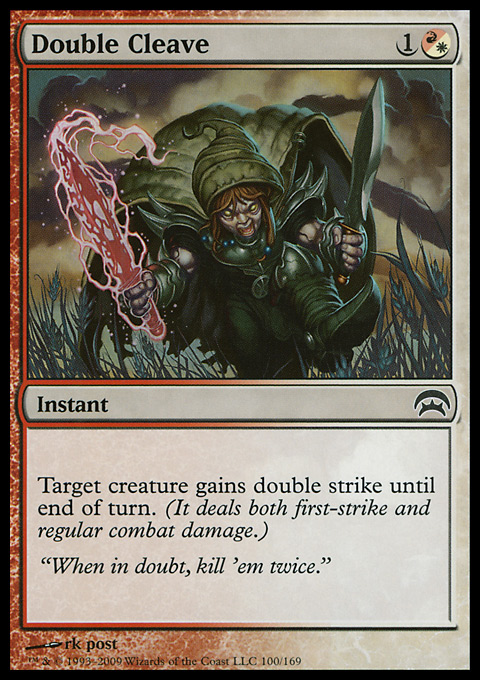 Double Cleave 1
Instant
Target creature gains double strike until
end of turn. (It deals both first-strike and
regular combat damage.)
“When in doubt, kill ’em twice.”
rk post
™ & © 1993–2009 Wizards of the Coast LLC 100/169